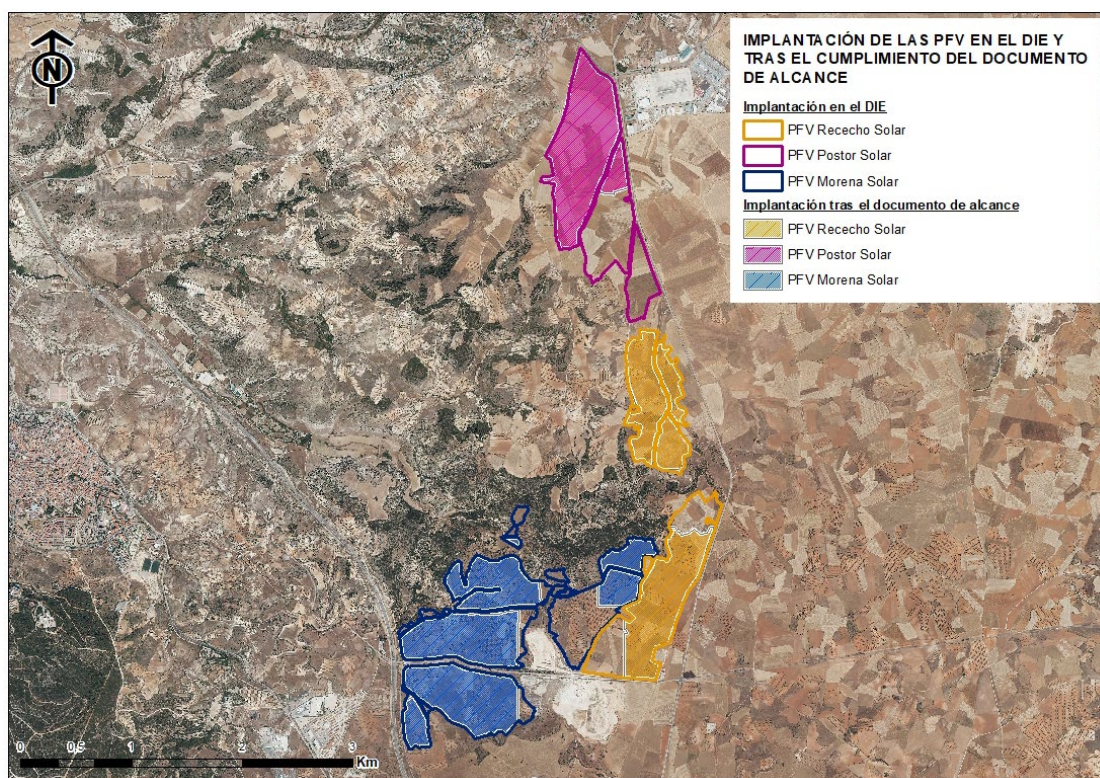 N
IMPLANTACIÓN DE LAS PFV EN EL DIE Y
TRAS EL CUMPLIMIENTO DEL DOCUMENTO
DE ALCANCE
Implantación en el DIE
PFV Rececho Solar
PFV Postor Solar
PFV Morena Solar
Implantación tras el documento de alcance
PFV Rececho Solar
PFV Postor Solar
PFV Morena Solar
0 0,5 1 2 3
Km